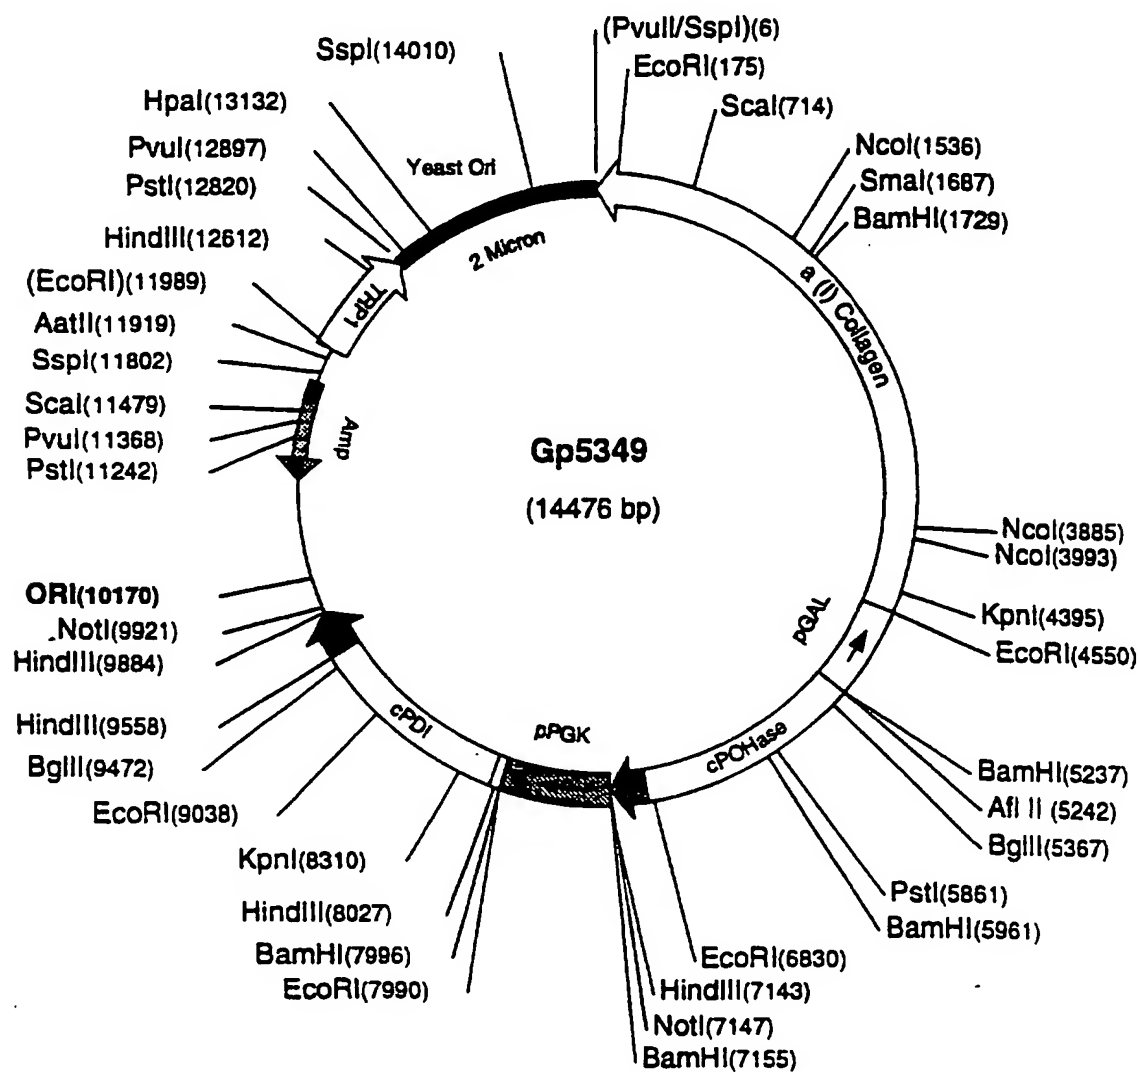 (PvuII/SspI)(6)
EcoRI(175)
ScaI(714)
NcoI(1536)
SmaI(1687)
BamHI(1729)
a (I) Collagen
NcoI(3885)
NcoI(3993)
KpnI(4395)
EcoRI(4550)
pGAL
BamHI(5237)
Afl II (5242)
BglII(5367)
cPOHase
PstI(5861)
BamHI(5961)
EcoRI(6830)
HindIII(7143)
NotI(7147)
BamHI(7155)
pPGK
EcoRI(7990)
BamHI(7996)
HindIII(8027)
KpnI(8310)
EcoRI(9038)
cPDI
BglII(9472)
HindIII(9558)
HindIII(9884)
NotI(9921)
ORI(10170)
PstI(11242)
PvuI(11368)
ScaI(11479)
Amp
SspI(11802)
AatII(11919)
(EcoRI)(11989)
TRP1
HindIII(12612)
PstI(12820)
PvuI(12897)
HpaI(13132)
Yeast Ori
2 Micron
SspI(14010)
Gp5349
(14476 bp)